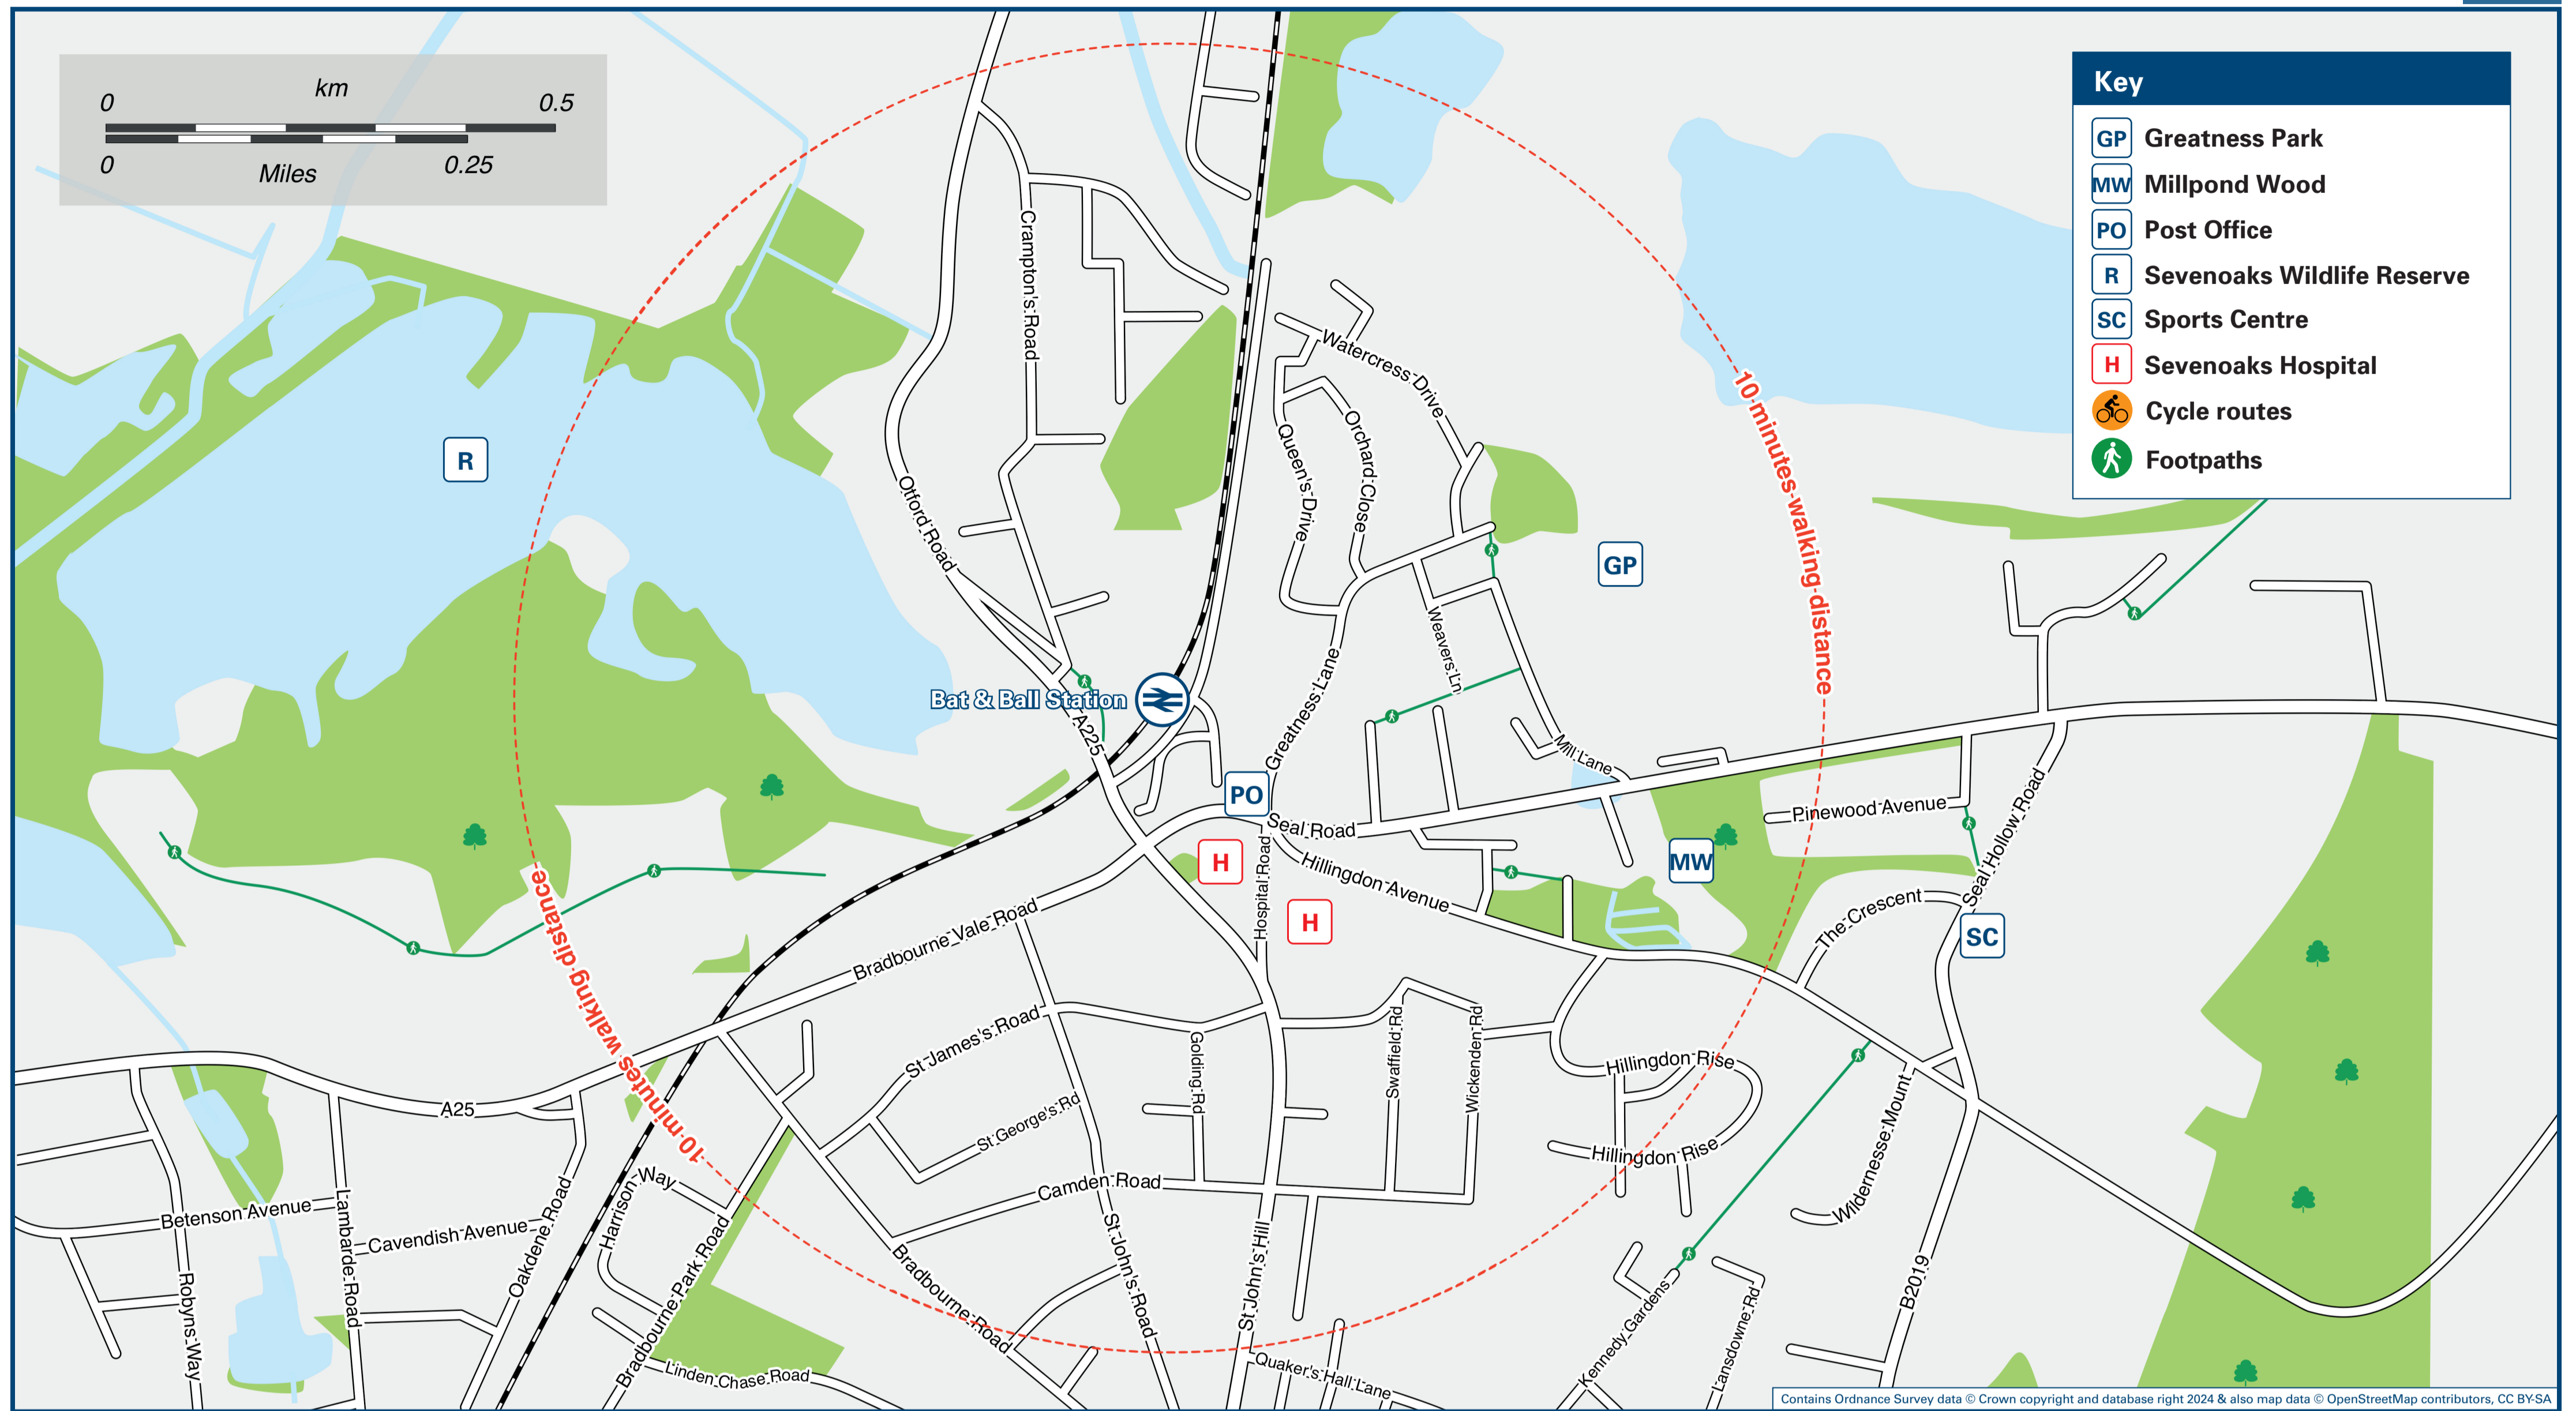 km
0
0.5
0
0.25
Miles
Key
GP Greatness Park
MW Millpond Wood
PO Post Office
R Sevenoaks Wildlife Reserve
SC Sports Centre
H Sevenoaks Hospital
Cycle routes
Footpaths
Crampton's Road
Watercress Drive
10 minutes walking distance
Queen's Drive
Orchard Close
R
Otford Road
GP
Weavers Ln
Greatness Lane
Bat & Ball Station
A225
Mill Lane
PO
Seal Road
Pinewood Avenue
Seal Hollow Road
H
MW
Hospital Road
Hillingdon Avenue
H
The Crescent
SC
10 minutes walking distance
Bradbourne Vale Road
St James's Road
Golding Rd
Swaffield Rd
Wickenden Rd
Hillingdon Rise
A25
St George's Rd
Hillingdon Rise
Wildernesse Mount
Harrison Way
Camden Road
Betenson Avenue
Lambarde Road
Cavendish Avenue
Oakdene Road
Robyns Way
Bradbourne Park Road
Bradbourne Road
St John's Road
St John's Hill
B2019
Kennedy Gardens
Lansdowne Rd
Linden Chase Road
Quaker's Hall Lane
Contains Ordnance Survey data © Crown copyright and database right 2024 & also map data © OpenStreetMap contributors, CC BY-SA